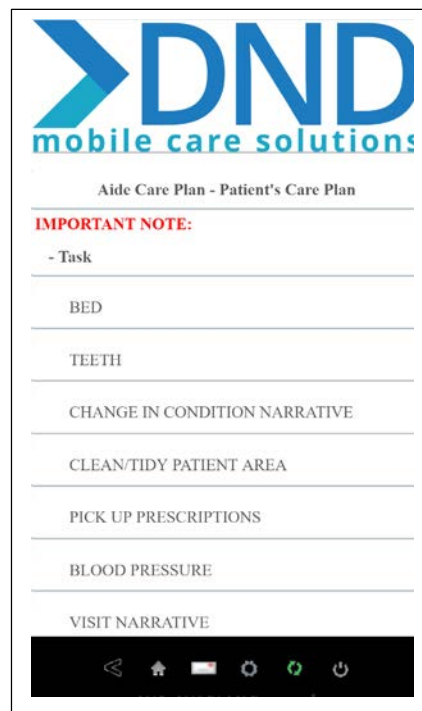 DND
mobile care solutions
Aide Care Plan - Patient's Care Plan
IMPORTANT NOTE:
- Task
BED
TEETH
CHANGE IN CONDITION NARRATIVE
CLEAN/TIDY PATIENT AREA
PICK UP PRESCRIPTIONS
BLOOD PRESSURE
VISIT NARRATIVE